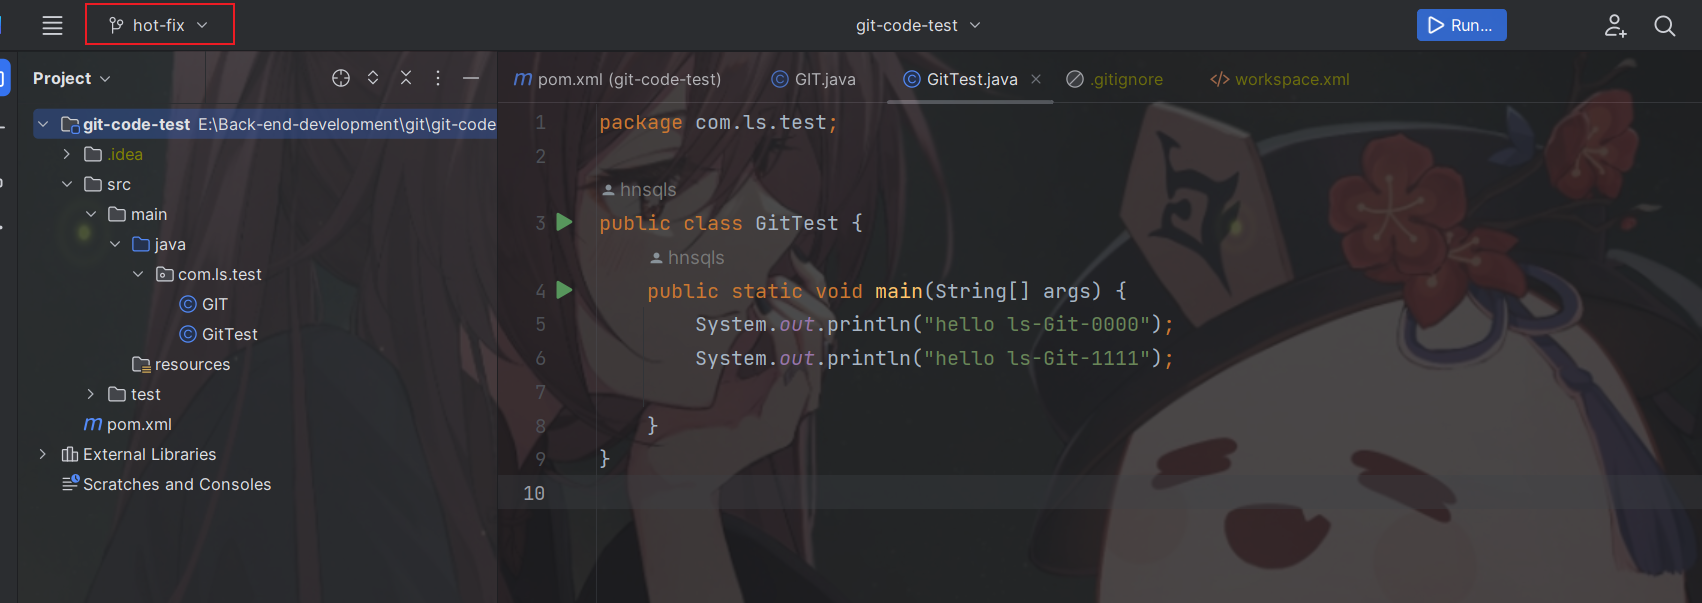 hot-fix
git-code-test
Run...
Project
pom.xml (git-code-test)
GIT.java
GitTest.java
.gitignore
workspace.xml
git-code-test E:\Back-end-development\git\git-code
.idea
src
main
java
com.ls.test
GIT
GitTest
resources
test
pom.xml
External Libraries
Scratches and Consoles
1 package com.ls.test;
2
hnsqls
3 public class GitTest {
hnsqls
4 public static void main(String[] args) {
5 System.out.println("hello ls-Git-0000");
6 System.out.println("hello ls-Git-1111");
7
8 }
9 }
10